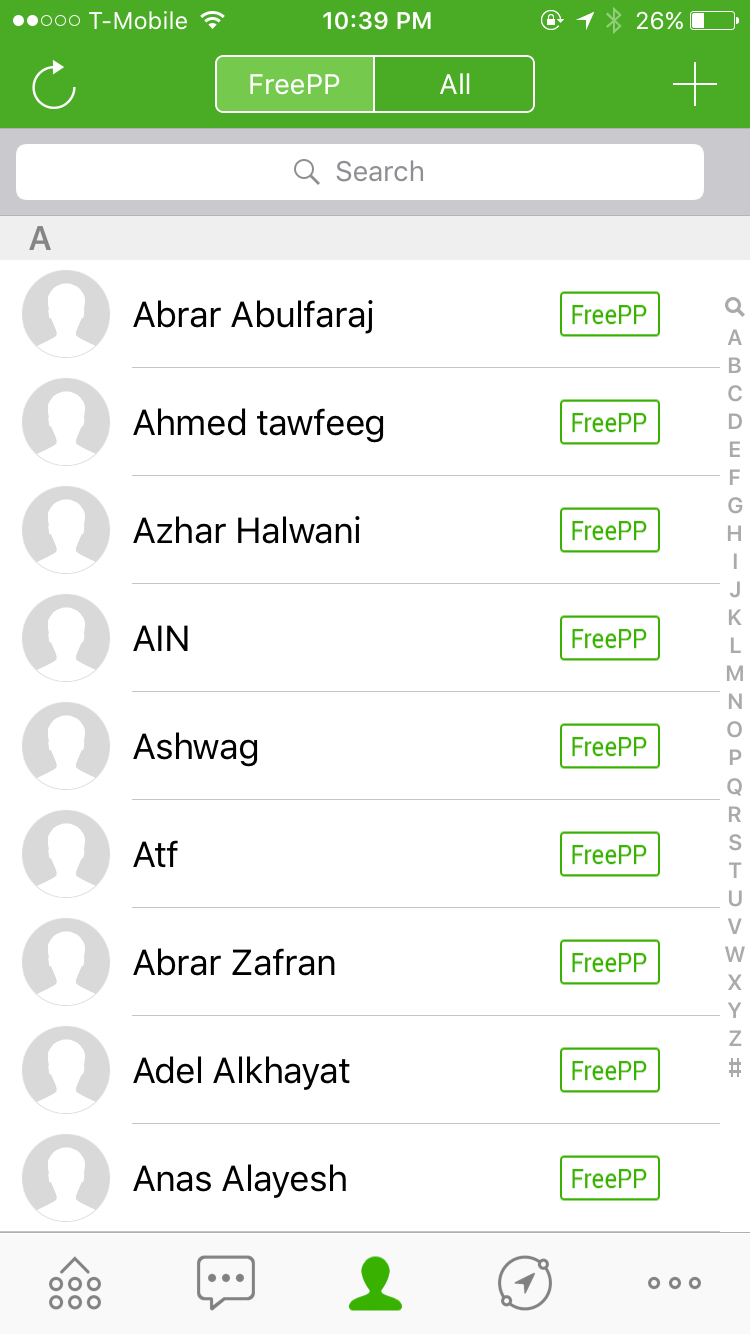 T-Mobile 10:39 PM 26%
FreePP All
Search
A
Abrar Abulfaraj FreePP
Ahmed tawfeeg FreePP
Azhar Halwani FreePP
AIN FreePP
Ashwag FreePP
Atf FreePP
Abrar Zafran FreePP
Adel Alkhayat FreePP
Anas Alayesh FreePP
A
B
C
D
E
F
G
H
I
J
K
L
M
N
O
P
Q
R
S
T
U
V
W
X
Y
Z
#